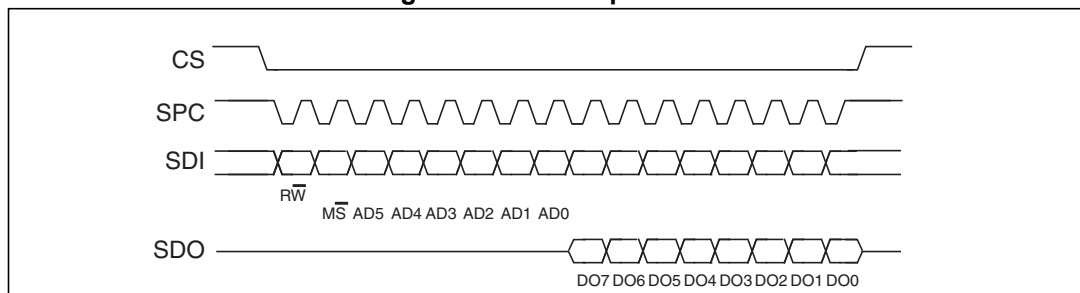 CS
SPC
SDI
RW̅
MS̅ AD5 AD4 AD3 AD2 AD1 AD0
SDO
DO7 DO6 DO5 DO4 DO3 DO2 DO1 DO0